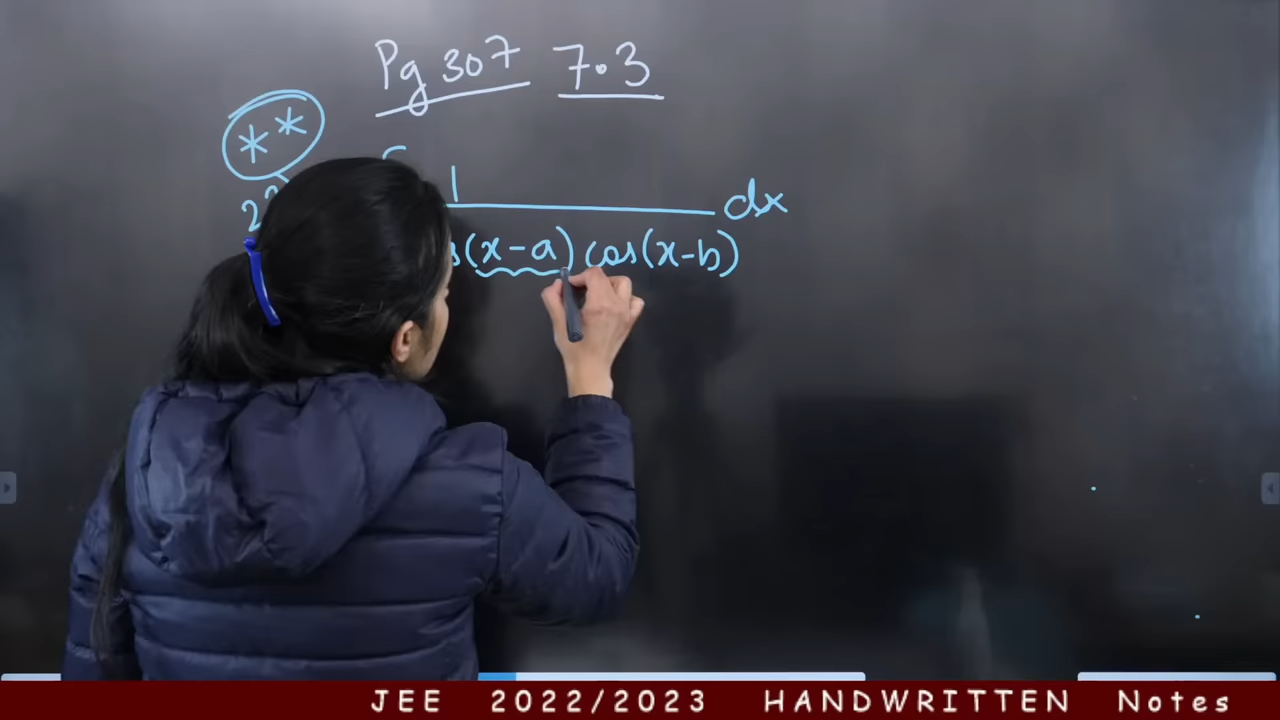 Pg 307 7.3
**
1 dx
(x-a) cos(x-b)
JEE 2022/2023 HANDWRITTEN Notes